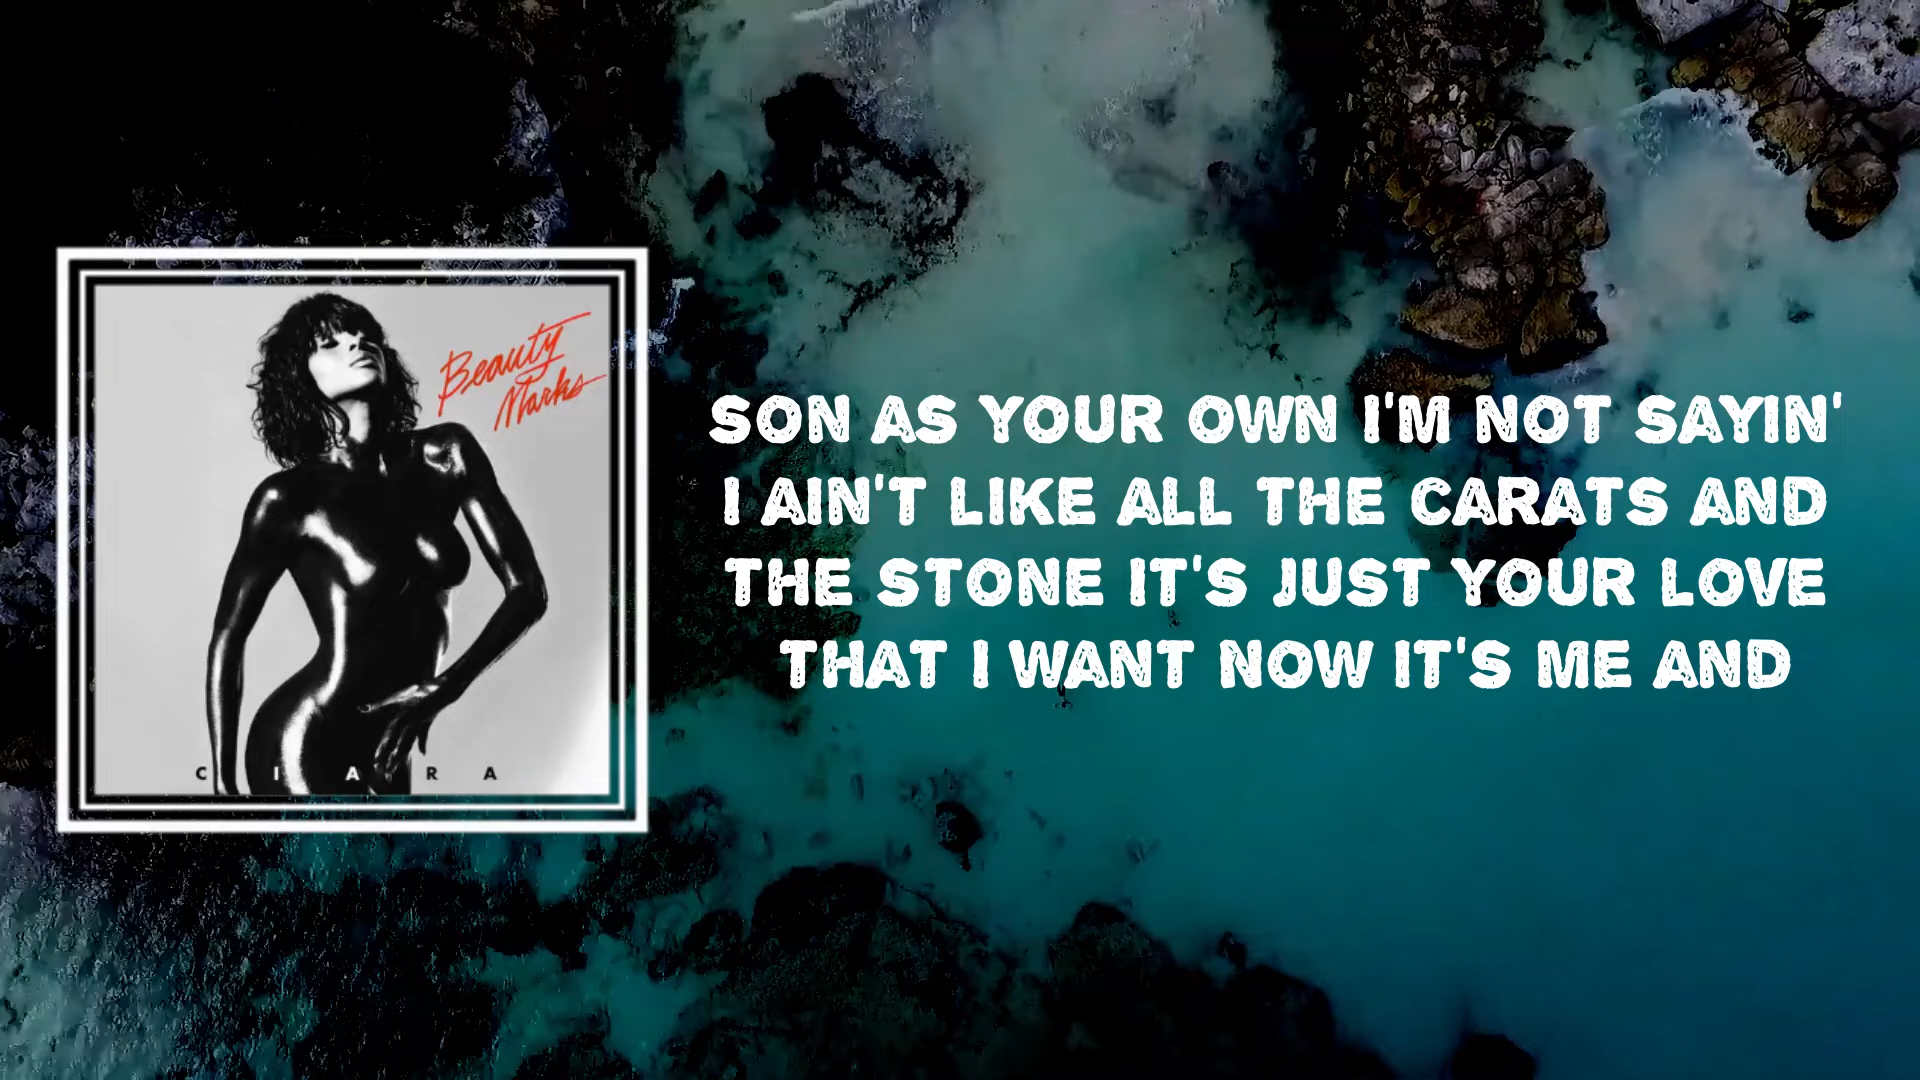 Beauty
Marks
CIARA
SON AS YOUR OWN I'M NOT SAYIN'
I AIN'T LIKE ALL THE CARATS AND
THE STONE IT'S JUST YOUR LOVE
THAT I WANT NOW IT'S ME AND